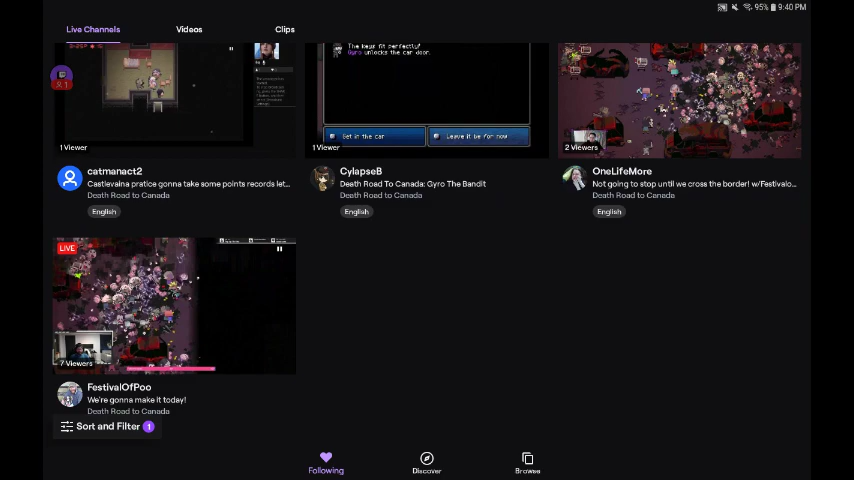 95% 9:40 PM
Live Channels Videos Clips
The keys fit perfectly!
Gyro unlocks the car door.
Get in the car
Leave it be for now
1
1 Viewer
1 Viewer
2 Viewers
catmanact2
Castlevaina pratice gonna take some points records let...
Death Road to Canada
English
CylapseB
Death Road To Canada: Gyro The Bandit
Death Road to Canada
English
OneLifeMore
Not going to stop until we cross the border! w/Festivalo...
Death Road to Canada
English
LIVE
7 Viewers
FestivalOfPoo
We're gonna make it today!
Death Road to Canada
Sort and Filter 1
Following Discover Browse